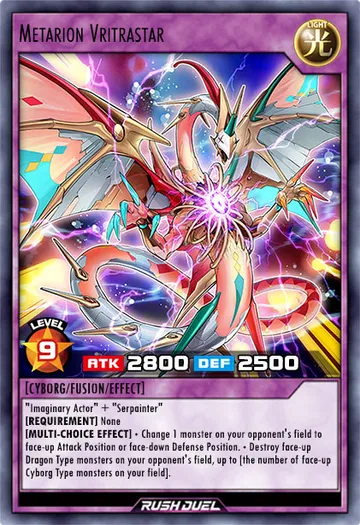 METARION VRITRASTAR
LIGHT
光
LEVEL
9
ATK 2800 DEF 2500
[CYBORG/FUSION/EFFECT]
"Imaginary Actor" + "Serpainter"
[REQUIREMENT] None
[MULTI-CHOICE EFFECT] • Change 1 monster on your opponent's field to
face-up Attack Position or face-down Defense Position. • Destroy face-up
Dragon Type monsters on your opponent's field, up to [the number of face-up
Cyborg Type monsters on your field].
RUSH DUEL